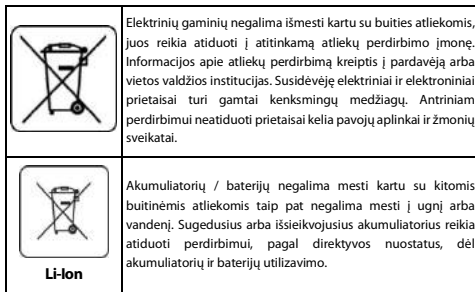 Elektrinių gaminių negalima išmesti kartu su buities atliekomis,
juos reikia atiduoti į atitinkamą atliekų perdirbimo įmonę.
Informacijos apie atliekų perdirbimą kreiptis į pardavėją arba
vietos valdžios institucijas. Susidėvėję elektriniai ir elektroniniai
prietaisai turi gamtai kenksmingų medžiagų. Antriniam
perdirbimui neatiduoti prietaisai kelia pavojų aplinkai ir žmonių
sveikatai.
Akumuliatorių / baterijų negalima mesti kartu su kitomis
buitinėmis atliekomis taip pat negalima mesti į ugnį arba
vandenį. Sugedusius arba išsieikvojusius akumuliatorius reikia
atiduoti perdirbimui, pagal direktyvos nuostatus, dėl
akumuliatorių ir baterijų utilizavimo.
Li-Ion